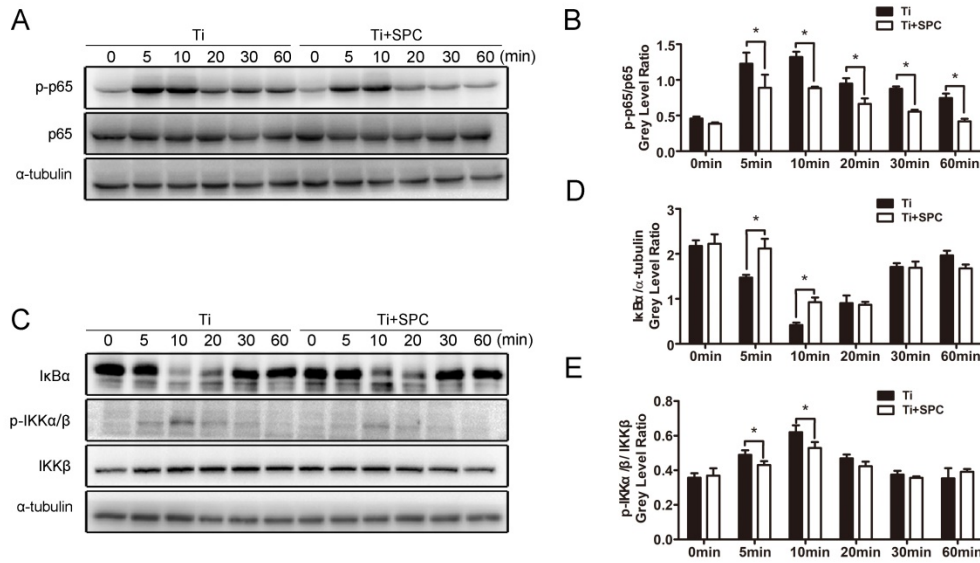 A
Ti Ti+SPC
0 5 10 20 30 60 0 5 10 20 30 60 (min)
p-p65
p65
α-tubulin
B
Ti
Ti+SPC
p-p65/p65
Grey Level Ratio
1.5
1.0
0.5
0.0
* * * * *
0min 5min 10min 20min 30min 60min
C
Ti Ti+SPC
0 5 10 20 30 60 0 5 10 20 30 60 (min)
IκBα
p-IKKα/β
IKKβ
α-tubulin
D
Ti
Ti+SPC
IκBα/α-tubulin
Grey Level Ratio
3
2
1
0
* *
0min 5min 10min 20min 30min 60min
E
Ti
Ti+SPC
p-IKKα/β/ IKKβ
Grey Level Ratio
0.8
0.6
0.4
0.2
0.0
* *
0min 5min 10min 20min 30min 60min